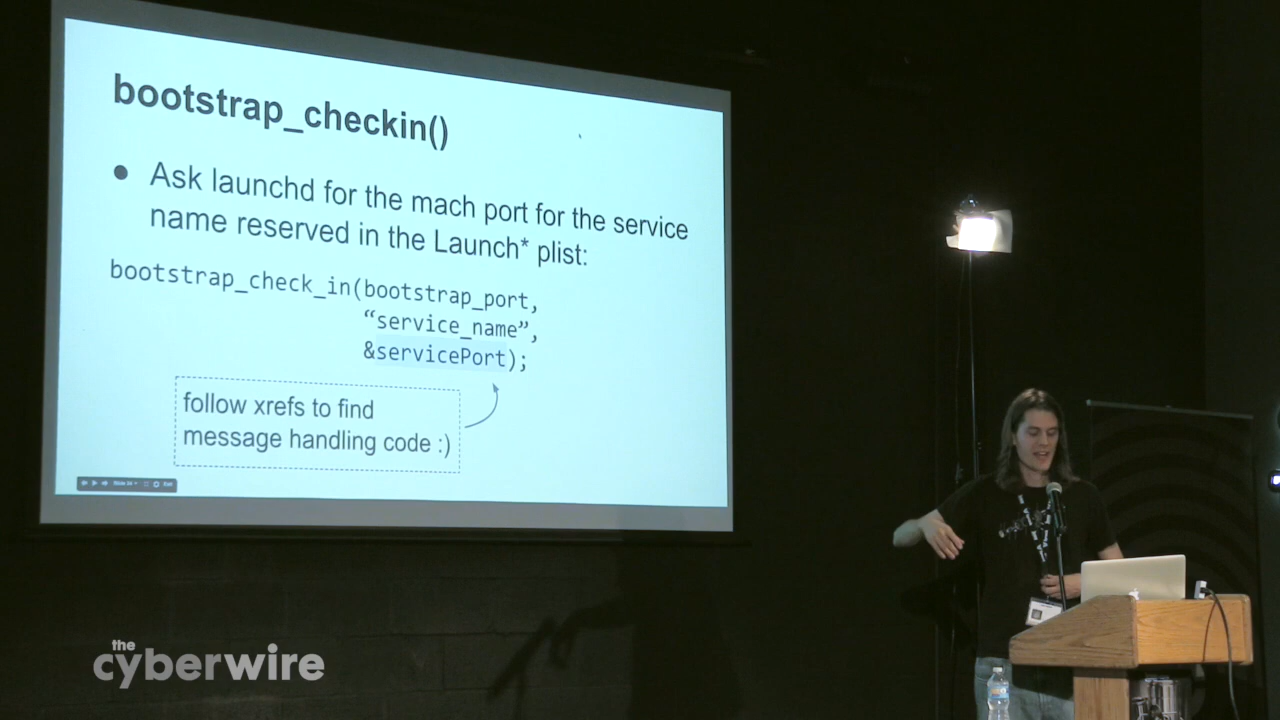 bootstrap_checkin()
● Ask launchd for the mach port for the service
name reserved in the Launch* plist:
bootstrap_check_in(bootstrap_port,
“service_name”,
&servicePort);
follow xrefs to find
message handling code :)
the
cyberwire